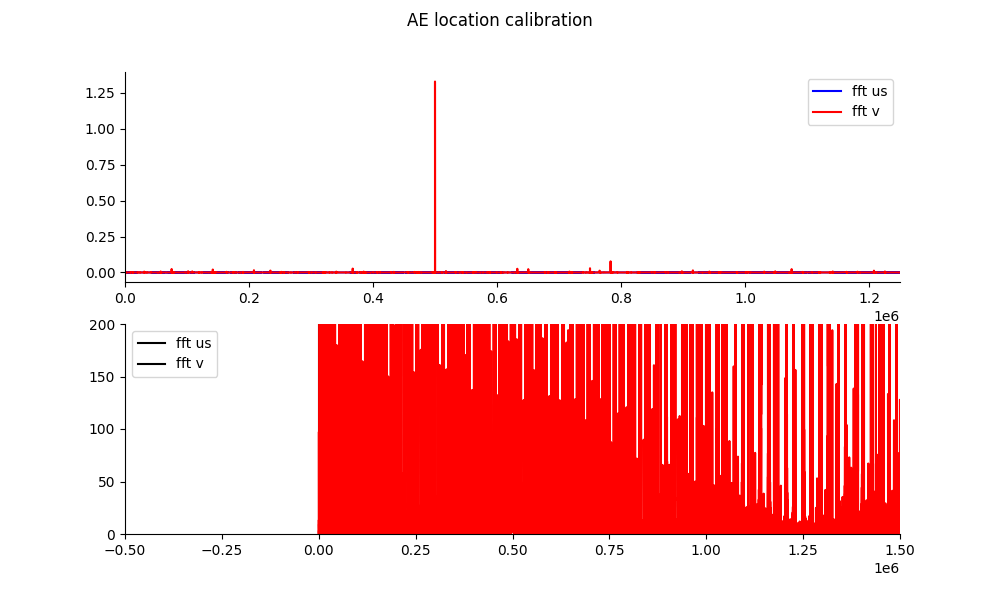 AE location calibration
1.25
1.00
0.75
0.50
0.25
0.00
fft us
fft v
0.0 0.2 0.4 0.6 0.8 1.0 1.2
1e6
200
150
100
50
0
fft us
fft v
−0.50 −0.25 0.00 0.25 0.50 0.75 1.00 1.25 1.50
1e6